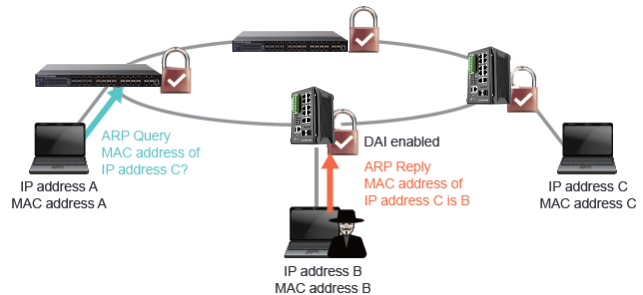 ARP Query
MAC address of
IP address C?
DAI enabled
ARP Reply
MAC address of
IP address C is B
IP address A
MAC address A
IP address C
MAC address C
IP address B
MAC address B